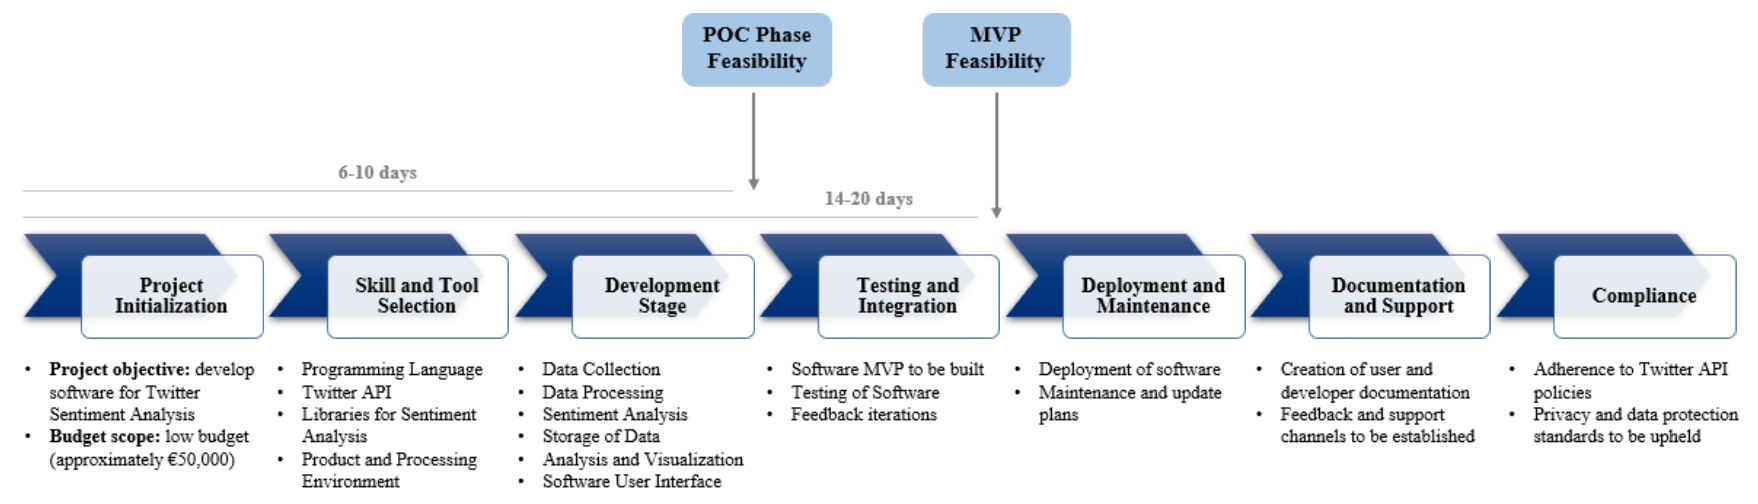 POC Phase
Feasibility
MVP
Feasibility
6-10 days
14-20 days
Project
Initialization
Skill and Tool
Selection
Development
Stage
Testing and
Integration
Deployment and
Maintenance
Documentation
and Support
Compliance
• Project objective: develop
software for Twitter
Sentiment Analysis
• Budget scope: low budget
(approximately €50,000)
• Programming Language
• Twitter API
• Libraries for Sentiment
Analysis
• Product and Processing
Environment
• Data Collection
• Data Processing
• Sentiment Analysis
• Storage of Data
• Analysis and Visualization
• Software User Interface
• Software MVP to be built
• Testing of Software
• Feedback iterations
• Deployment of software
• Maintenance and update
plans
• Creation of user and
developer documentation
• Feedback and support
channels to be established
• Adherence to Twitter API
policies
• Privacy and data protection
standards to be upheld